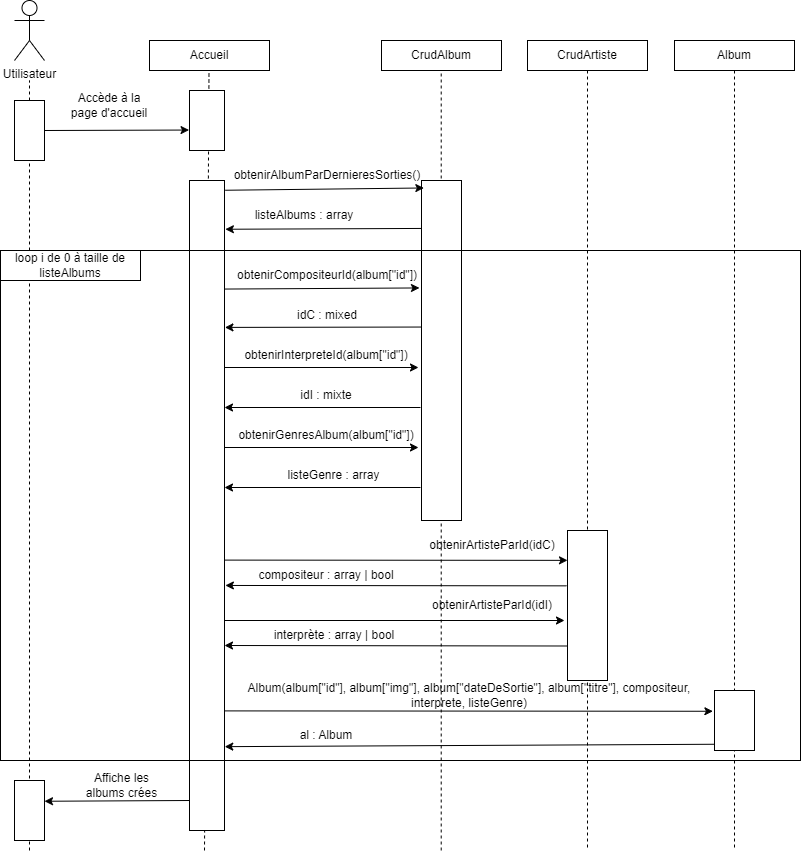 Utilisateur
Accueil
CrudAlbum
CrudArtiste
Album
Accède à la
page d'accueil
obtenirAlbumParDernieresSorties()
listeAlbums : array
loop i de 0 à taille de
listeAlbums
obtenirCompositeurId(album["id"])
idC : mixed
obtenirInterpreteId(album["id"])
idI : mixte
obtenirGenresAlbum(album["id"])
listeGenre : array
obtenirArtisteParId(idC)
compositeur : array | bool
obtenirArtisteParId(idI)
interprète : array | bool
Album(album["id"], album["img"], album["dateDeSortie"], album["titre"], compositeur,
interprete, listeGenre)
al : Album
Affiche les
albums crées